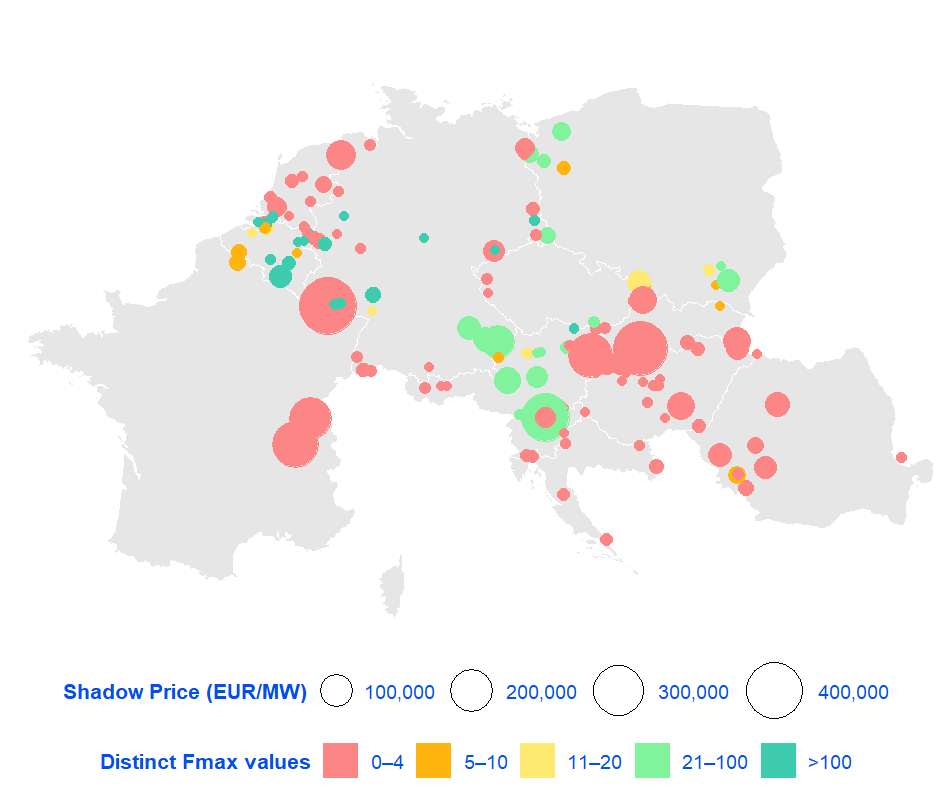 Shadow Price (EUR/MW) 100,000 200,000 300,000 400,000
Distinct Fmax values 0–4 5–10 11–20 21–100 >100